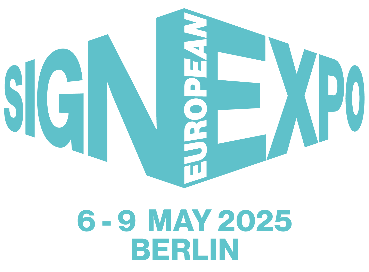 EUROPEAN
SIGN EXPO
6 - 9 MAY 2025
BERLIN